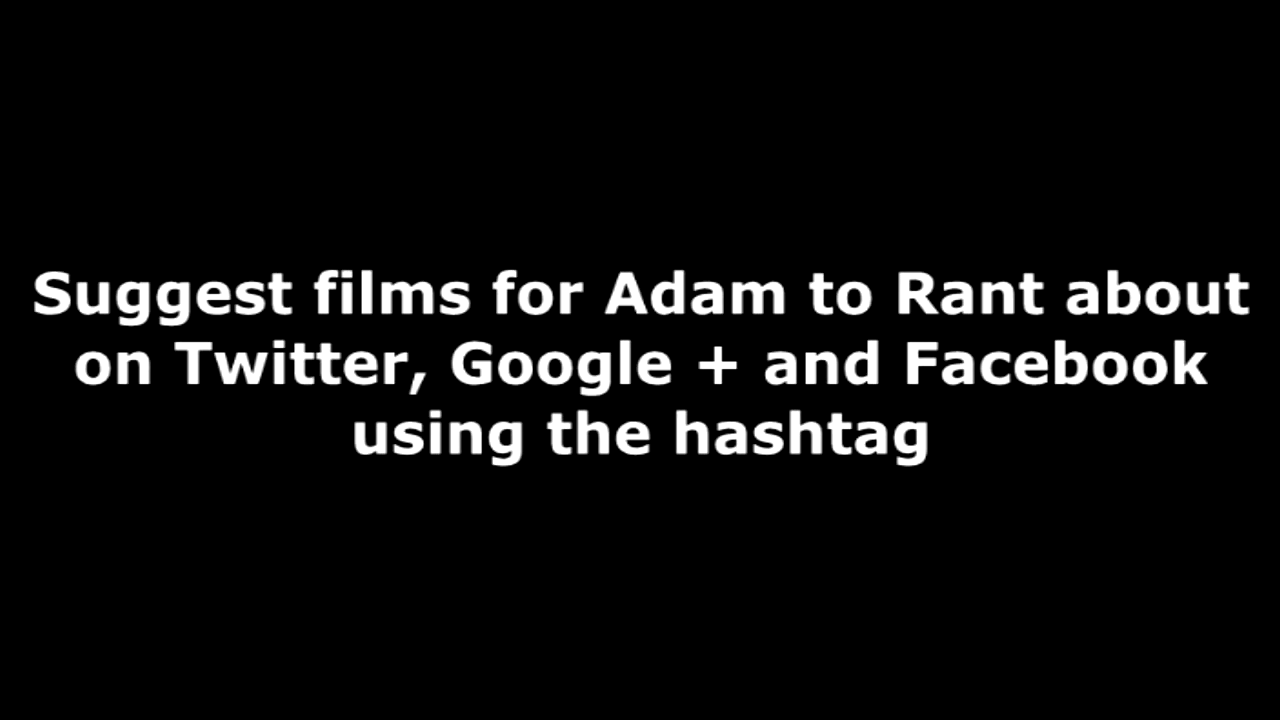 Suggest films for Adam to Rant about
on Twitter, Google + and Facebook
using the hashtag